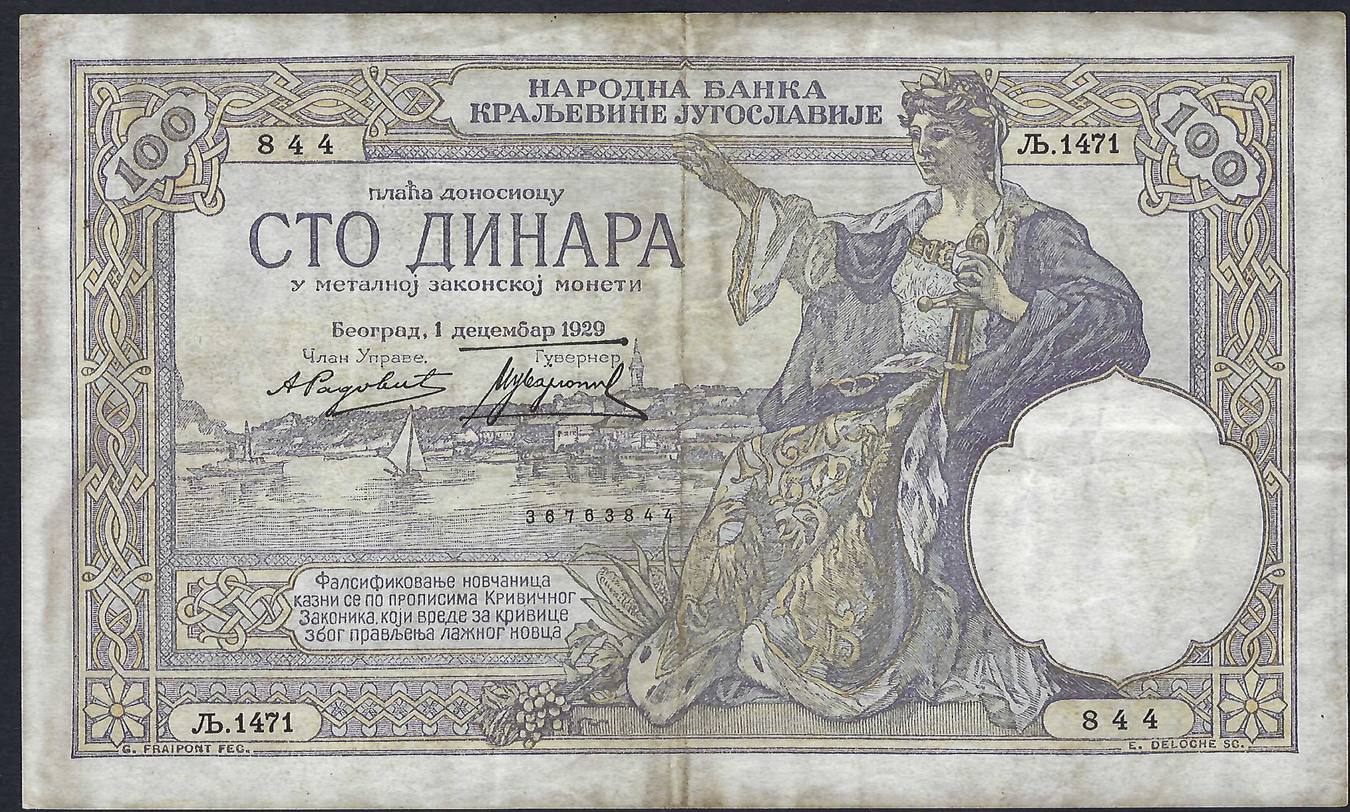 НАРОДНА БАНКА
КРАЉЕВИНЕ ЈУГОСЛАВИЈЕ
100
844
Љ.1471
100
плаћа доносиоцу
СТО ДИНАРА
у металној законској монети
Београд, 1 децембар 1929
Члан Управе,
Гувернер,
А Радовић
36763844
Фалсификовање новчаница
казни се по прописима Кривичног
Законика, који вреде за кривице
због прављења лажног новца
Љ.1471
844
G. FRAIPONT FEC.
E. DELOCHE SC.